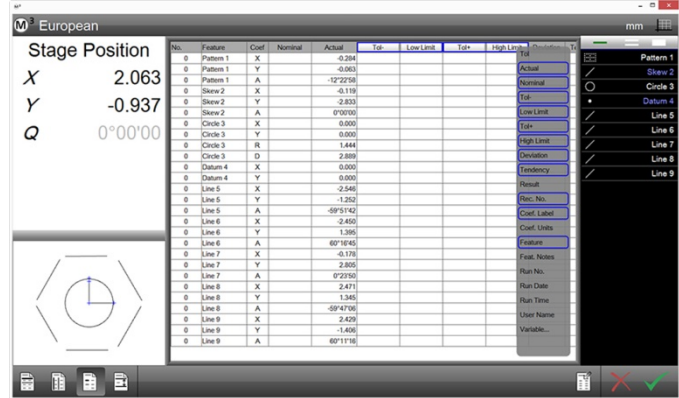 M³ European mm
Stage Position
X 2.063
Y -0.937
Q 0°00'00
No. Feature Coef Nominal Actual Tol- Low Limit Tol+ High Limit Deviation
0 Pattern 1 X -0.284
0 Pattern 1 Y -0.063
0 Pattern 1 A -12°22'58
0 Skew 2 X -0.119
0 Skew 2 Y -2.833
0 Skew 2 A 0°00'00
0 Circle 3 X 0.000
0 Circle 3 Y 0.000
0 Circle 3 R 1.444
0 Circle 3 D 2.889
0 Datum 4 X 0.000
0 Datum 4 Y 0.000
0 Line 5 X -2.546
0 Line 5 Y -1.252
0 Line 5 A -59°51'42
0 Line 6 X -2.450
0 Line 6 Y 1.395
0 Line 6 A 60°16'45
0 Line 7 X -0.178
0 Line 7 Y 2.805
0 Line 7 A 0°23'50
0 Line 8 X 2.471
0 Line 8 Y 1.345
0 Line 8 A -59°47'06
0 Line 9 X 2.429
0 Line 9 Y -1.406
0 Line 9 A 60°11'16
Tol
Actual
Nominal
Tol-
Low Limit
Tol+
High Limit
Deviation
Tendency
Result
Rec. No.
Coef. Label
Coef. Units
Feature
Feat. Notes
Run No.
Run Date
Run Time
User Name
Variable...
Pattern 1
Skew 2
Circle 3
Datum 4
Line 5
Line 6
Line 7
Line 8
Line 9